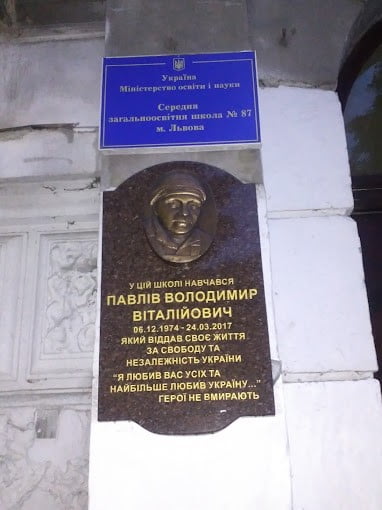 Україна
Міністерство освіти і науки
Середня
загальноосвітня школа № 87
м. Львова
У ЦІЙ ШКОЛІ НАВЧАВСЯ
ПАВЛІВ ВОЛОДИМИР
ВІТАЛІЙОВИЧ
06.12.1974 - 24.03.2017
ЯКИЙ ВІДДАВ СВОЄ ЖИТТЯ
ЗА СВОБОДУ ТА
НЕЗАЛЕЖНІСТЬ УКРАЇНИ
"Я ЛЮБИВ ВАС УСІХ ТА
НАЙБІЛЬШЕ ЛЮБИВ УКРАЇНУ..."
ГЕРОЇ НЕ ВМИРАЮТЬ